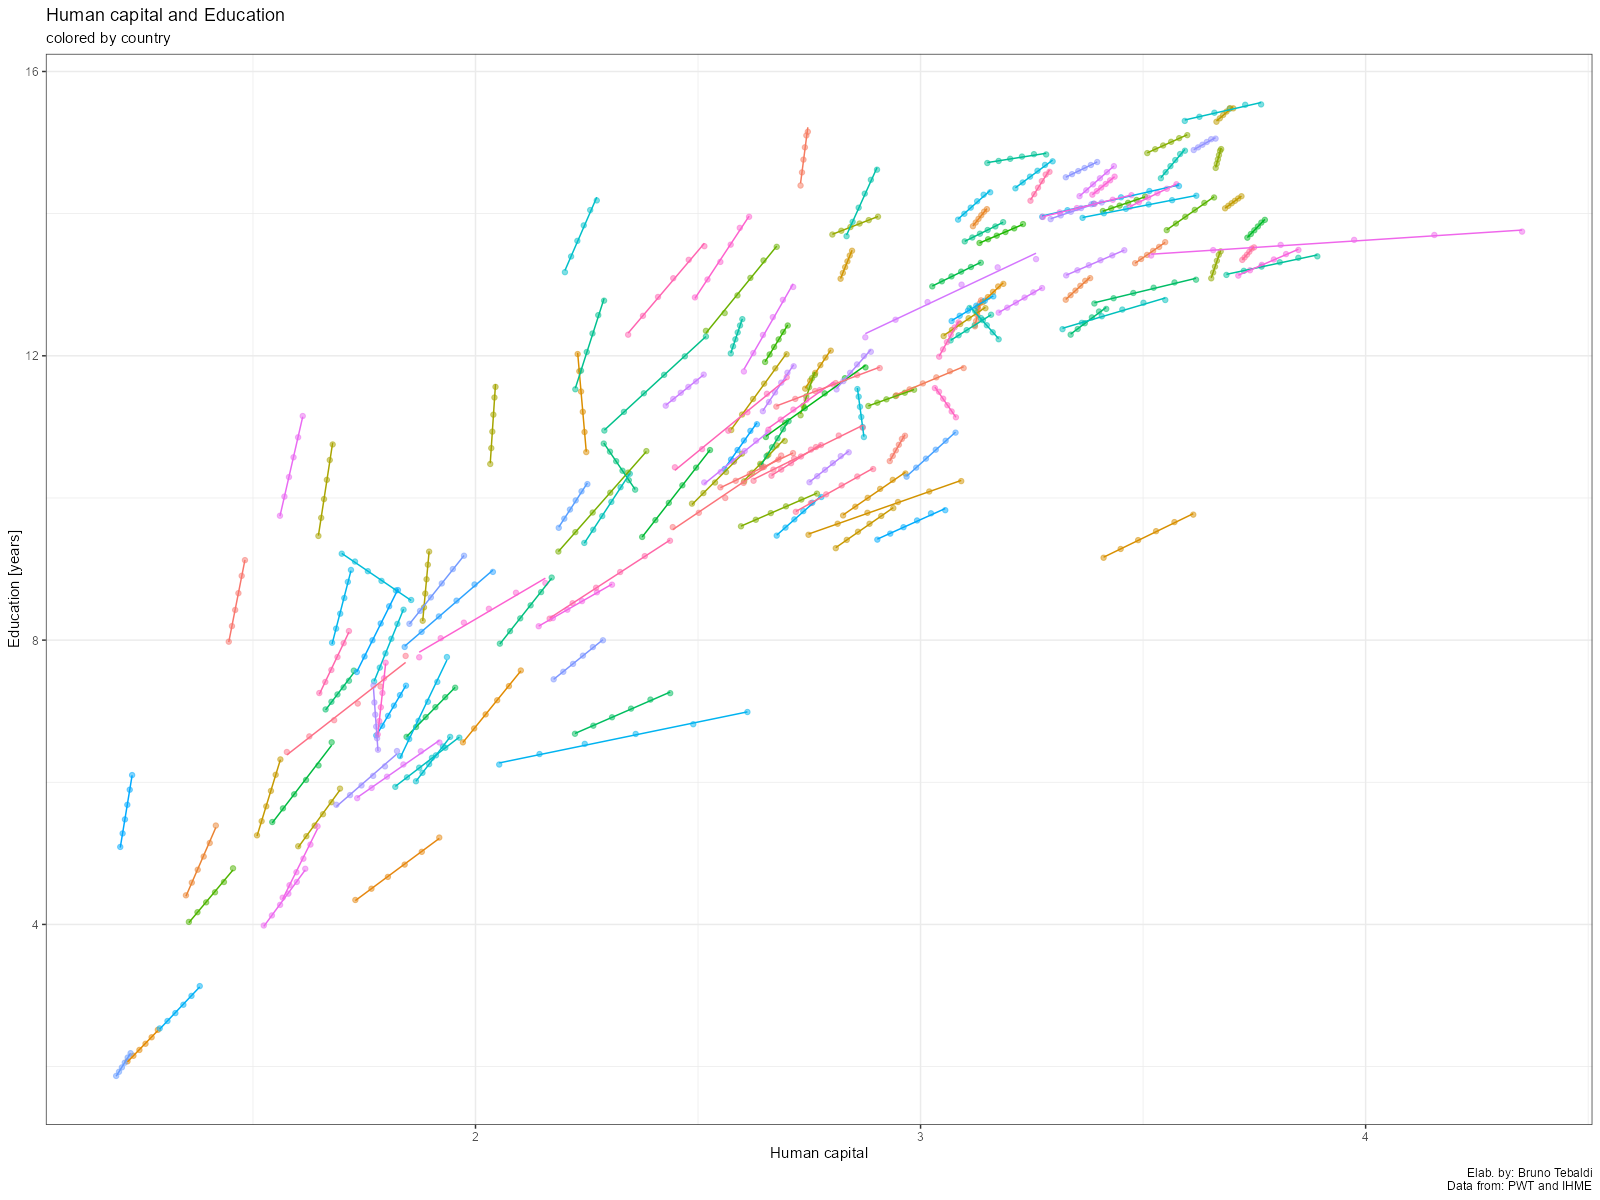 Human capital and Education
colored by country
16
12
8
4
Education [years]
2
3
4
Human capital
Elab. by: Bruno Tebaldi
Data from: PWT and IHME